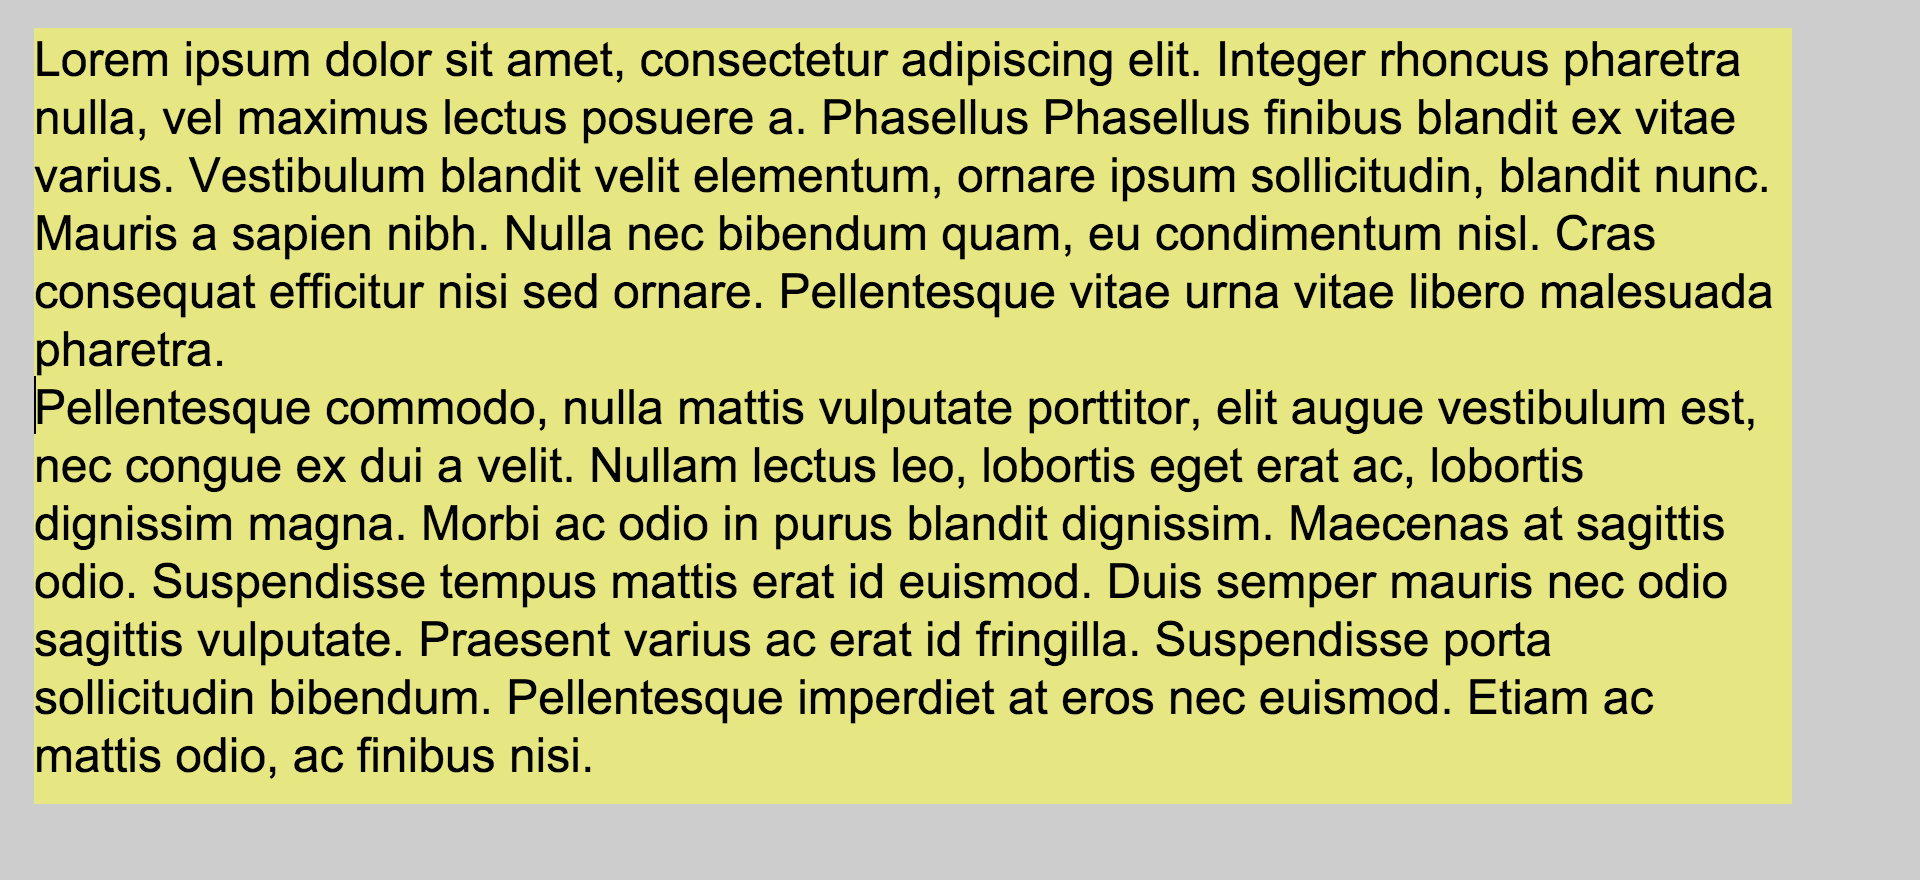 Lorem ipsum dolor sit amet, consectetur adipiscing elit. Integer rhoncus pharetra
nulla, vel maximus lectus posuere a. Phasellus Phasellus finibus blandit ex vitae
varius. Vestibulum blandit velit elementum, ornare ipsum sollicitudin, blandit nunc.
Mauris a sapien nibh. Nulla nec bibendum quam, eu condimentum nisl. Cras
consequat efficitur nisi sed ornare. Pellentesque vitae urna vitae libero malesuada
pharetra.
Pellentesque commodo, nulla mattis vulputate porttitor, elit augue vestibulum est,
nec congue ex dui a velit. Nullam lectus leo, lobortis eget erat ac, lobortis
dignissim magna. Morbi ac odio in purus blandit dignissim. Maecenas at sagittis
odio. Suspendisse tempus mattis erat id euismod. Duis semper mauris nec odio
sagittis vulputate. Praesent varius ac erat id fringilla. Suspendisse porta
sollicitudin bibendum. Pellentesque imperdiet at eros nec euismod. Etiam ac
mattis odio, ac finibus nisi.